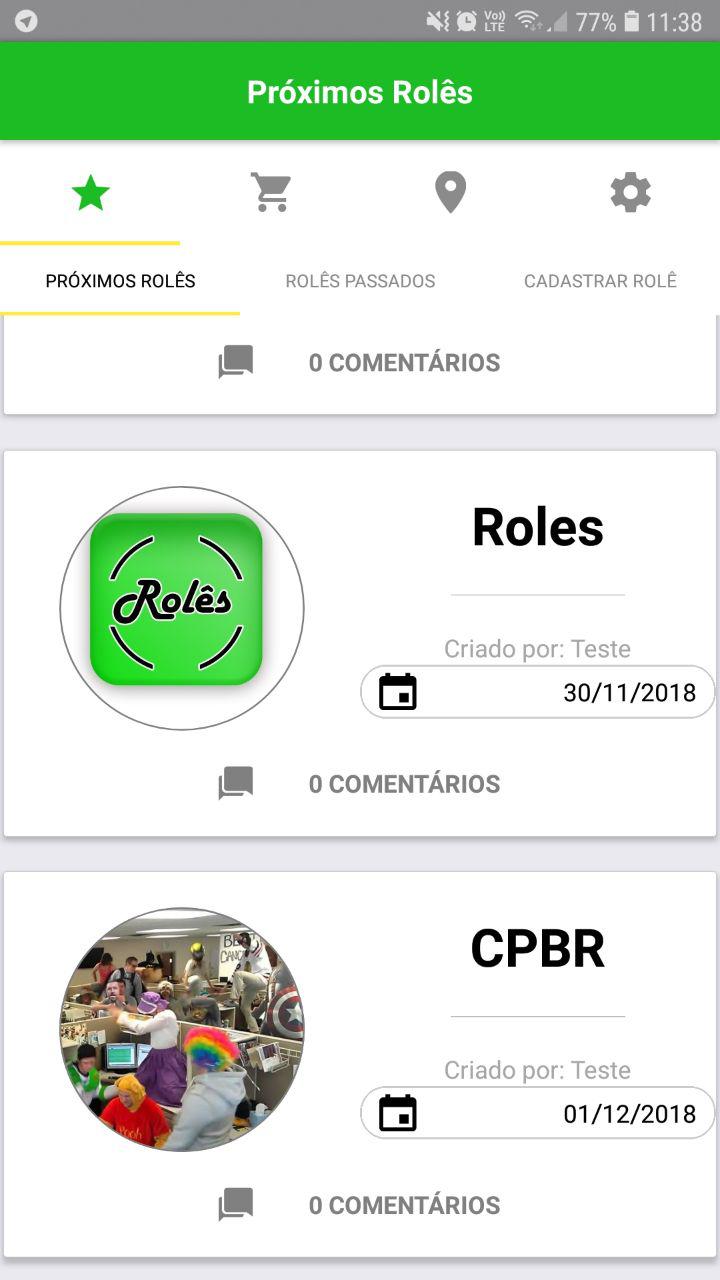 Vo))
LTE
77%
11:38
Próximos Rolês
PRÓXIMOS ROLÊS
ROLÊS PASSADOS
CADASTRAR ROLÊ
0 COMENTÁRIOS
Rolês
Roles
Criado por: Teste
30/11/2018
0 COMENTÁRIOS
CPBR
Criado por: Teste
01/12/2018
Pooh
0 COMENTÁRIOS